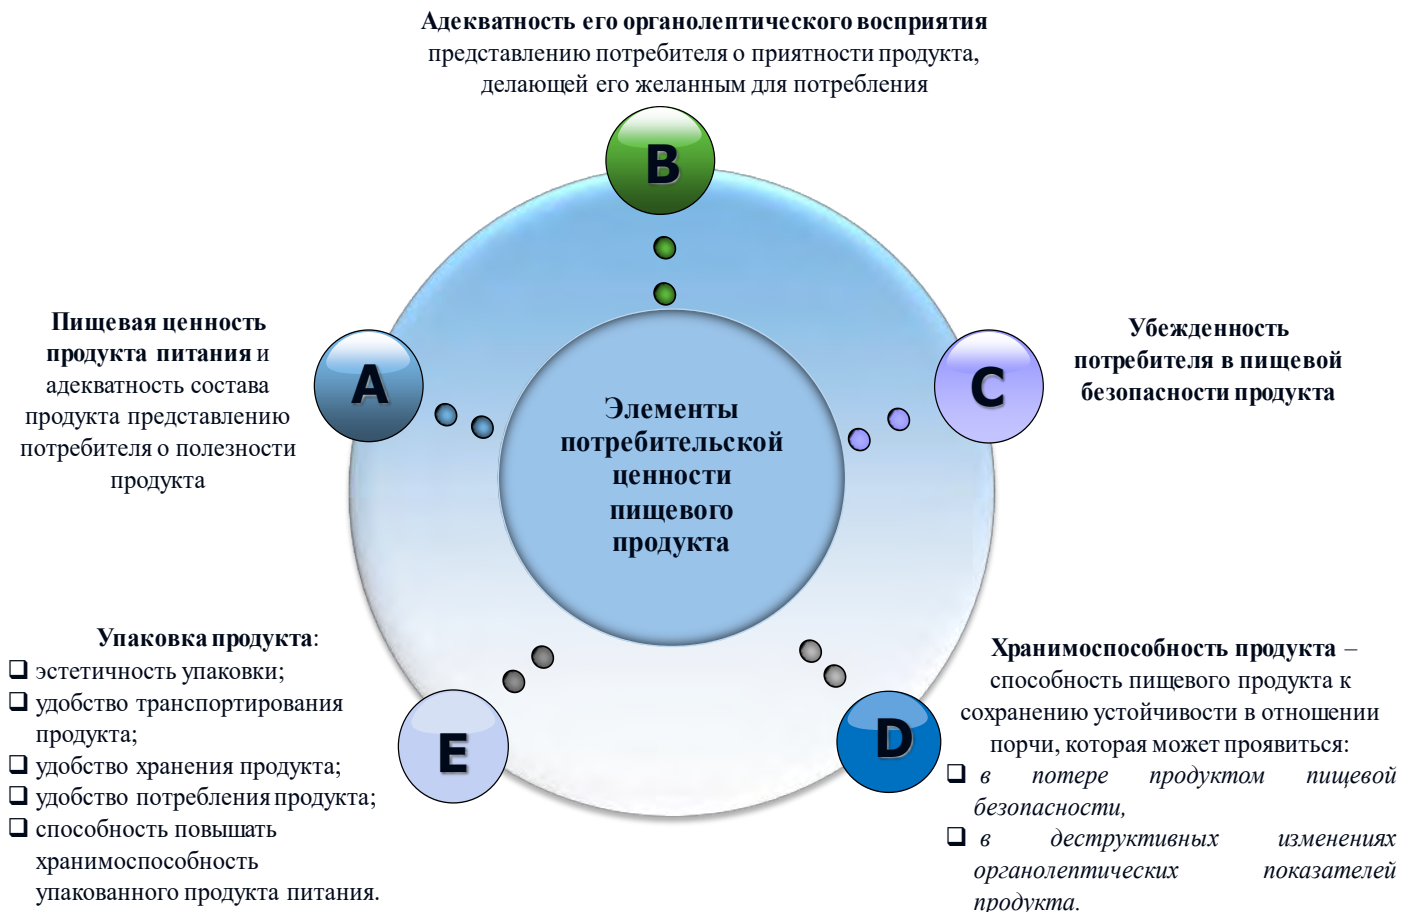 Адекватность его органолептического восприятия
представлению потребителя о приятности продукта,
делающей его желанным для потребления
B
Пищевая ценность
продукта питания и
адекватность состава
продукта представлению
потребителя о полезности
продукта
A
Элементы
потребительской
ценности
пищевого
продукта
C
Убежденность
потребителя в пищевой
безопасности продукта
Упаковка продукта:
эстетичность упаковки;
удобство транспортирования
продукта;
удобство хранения продукта;
удобство потребления продукта;
способность повышать
хранимоспособность
упакованного продукта питания.
E
D
Хранимоспособность продукта –
способность пищевого продукта к
сохранению устойчивости в отношении
порчи, которая может проявиться:
в потере продуктом пищевой
безопасности,
в деструктивных изменениях
органолептических показателей
продукта.